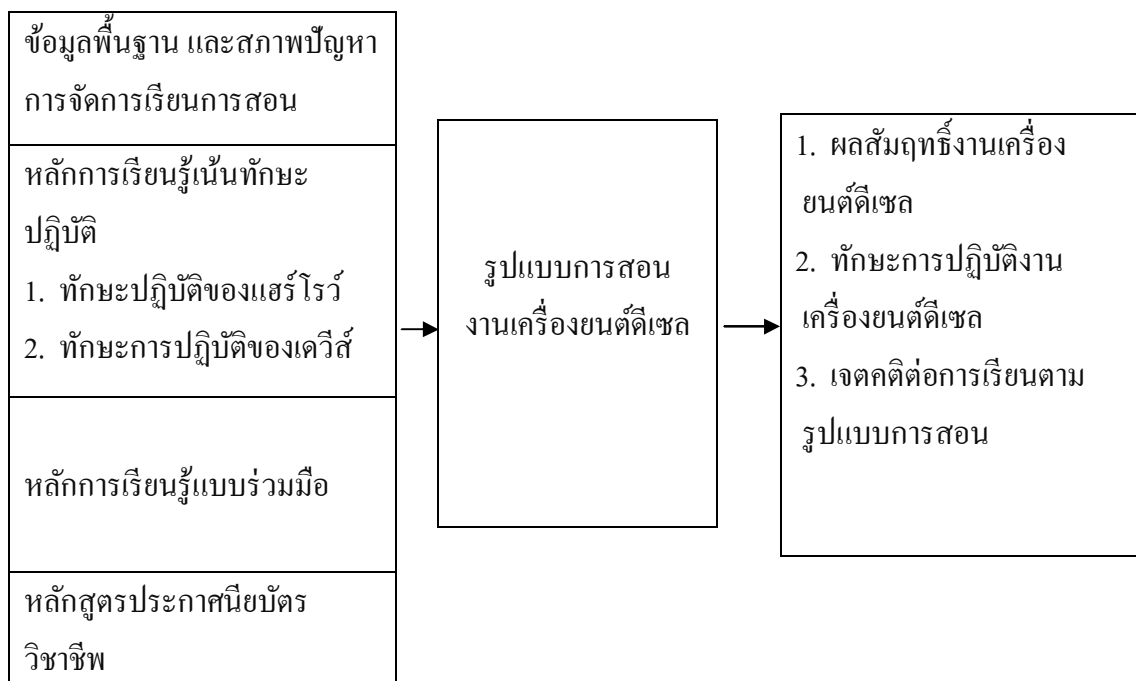 ข้อมูลพื้นฐาน และสภาพปัญหา
การจัดการเรียนการสอน
หลักการเรียนรู้เน้นทักษะ
ปฏิบัติ
1. ทักษะปฏิบัติของแฮร์โรว์
2. ทักษะการปฏิบัติของเดวีส์
หลักการเรียนรู้แบบร่วมมือ
หลักสูตรประกาศนียบัตร
วิชาชีพ
รูปแบบการสอน
งานเครื่องยนต์ดีเซล
1. ผลสัมฤทธิ์งานเครื่อง
ยนต์ดีเซล
2. ทักษะการปฏิบัติงาน
เครื่องยนต์ดีเซล
3. เจตคติต่อการเรียนตาม
รูปแบบการสอน